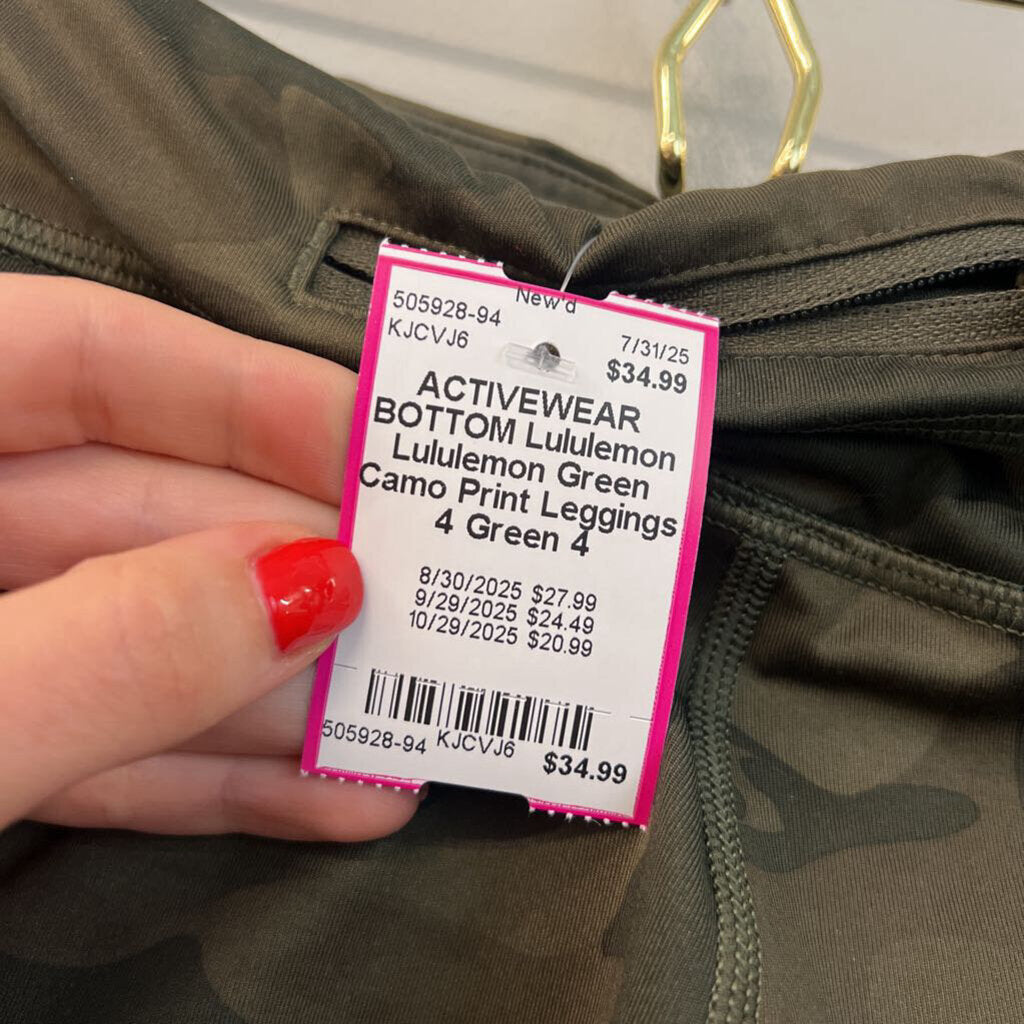 New'd
505928-94
KJCVJ6
7/31/25
$34.99
ACTIVEWEAR
BOTTOM Lululemon
Lululemon Green
Camo Print Leggings
4 Green 4
8/30/2025 $27.99
9/29/2025 $24.49
10/29/2025 $20.99
505928-94 KJCVJ6 $34.99